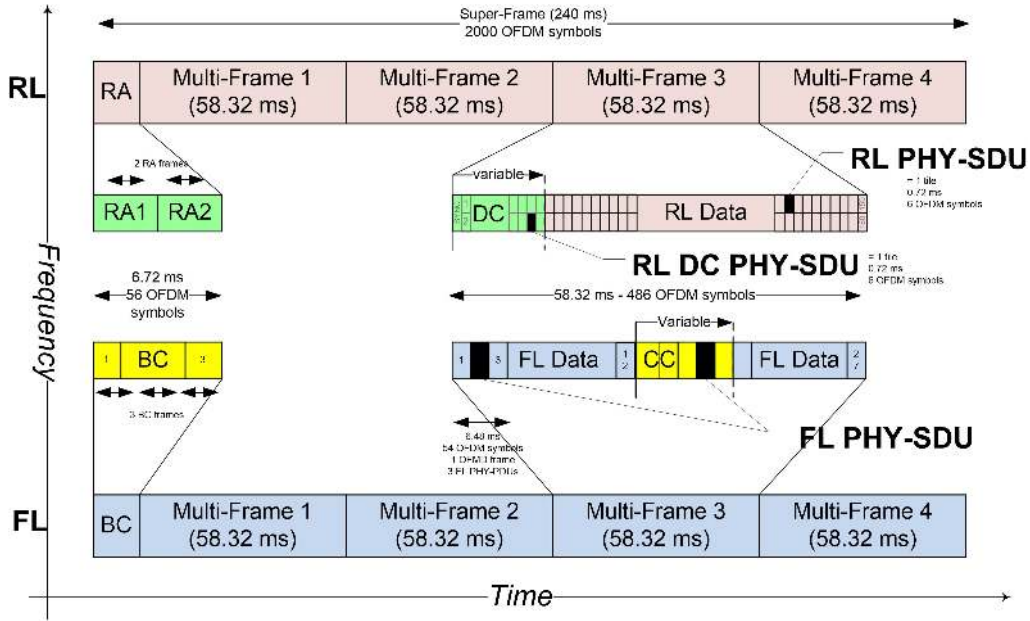 Super-Frame (240 ms)
2000 OFDM symbols
RL
RA
Multi-Frame 1
(58.32 ms)
Multi-Frame 2
(58.32 ms)
Multi-Frame 3
(58.32 ms)
Multi-Frame 4
(58.32 ms)
2 RA frames
variable
RL PHY-SDU
= 1 tile
0.72 ms
6 OFDM symbols
RA1
RA2
DC
RL Data
RL DC PHY-SDU
= 1 tile
0.72 ms
6 OFDM symbols
Frequency
6.72 ms
56 OFDM
symbols
58.32 ms - 486 OFDM symbols
Variable
1
BC
3
1
3
FL Data
1
2
CC
FL Data
2
7
3 BC frames
6.48 ms
54 OFDM symbols
1 OFMD frame
3 FL PHY-PDUs
FL PHY-SDU
FL
BC
Multi-Frame 1
(58.32 ms)
Multi-Frame 2
(58.32 ms)
Multi-Frame 3
(58.32 ms)
Multi-Frame 4
(58.32 ms)
Time